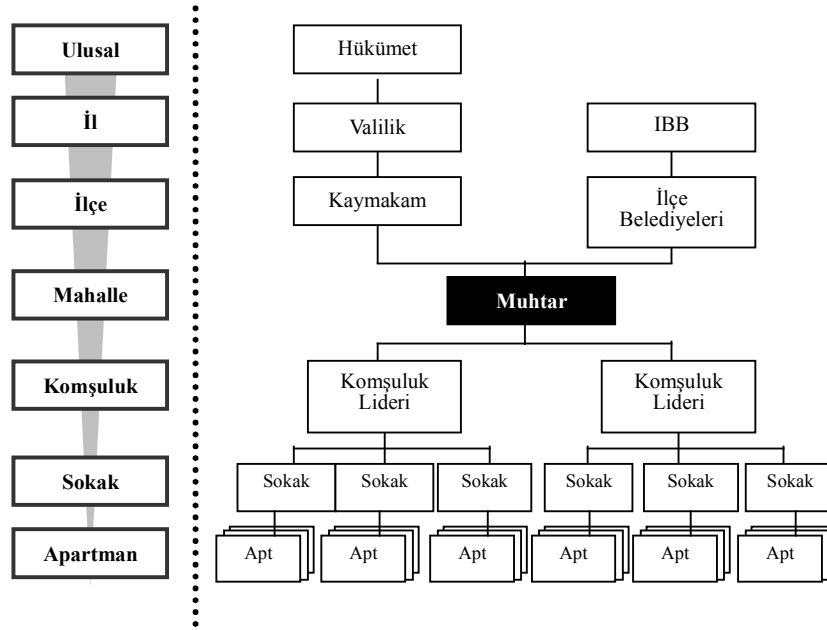 Ulusal
İl
İlçe
Mahalle
Komşuluk
Sokak
Apartman
Hükümet
Valilik
IBB
Kaymakam
İlçe
Belediyeleri
Muhtar
Komşuluk
Lideri
Komşuluk
Lideri
Sokak
Sokak
Sokak
Sokak
Sokak
Sokak
Apt
Apt
Apt
Apt
Apt
Apt